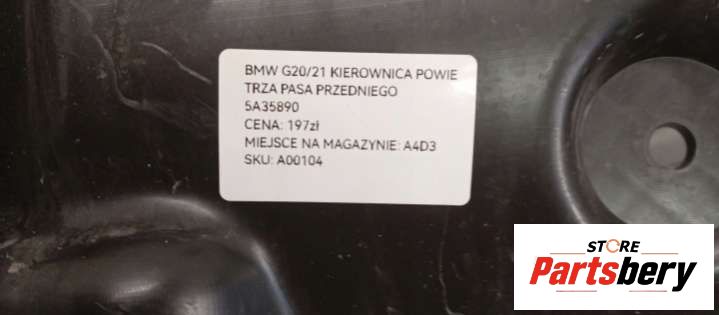 BMW G20/21 KIEROWNICA POWIE
TRZA PASA PRZEDNIEGO
5A35890
CENA: 197zł
MIEJSCE NA MAGAZYNIE: A4D3
SKU: A00104
STORE
Partsbery